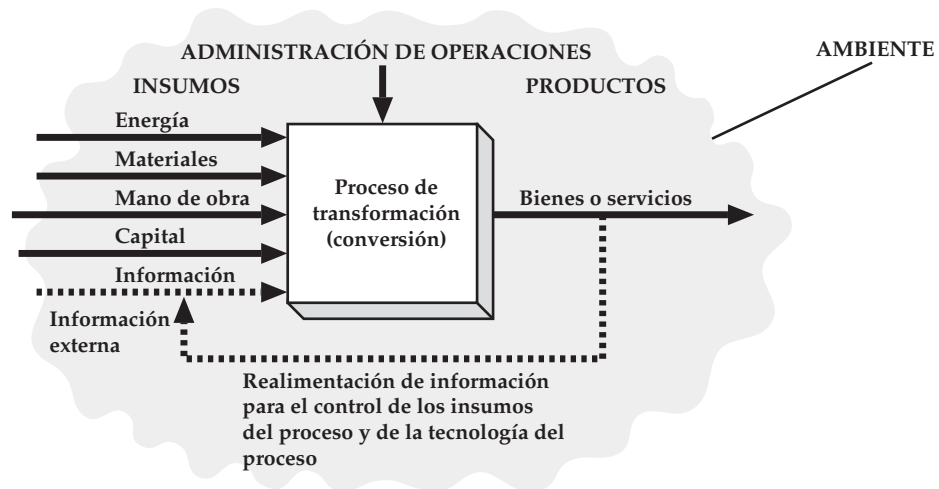 ADMINISTRACIÓN DE OPERACIONES
AMBIENTE
INSUMOS
PRODUCTOS
Energía
Materiales
Mano de obra
Capital
Información
Información
externa
Proceso de
transformación
(conversión)
Bienes o servicios
Realimentación de información
para el control de los insumos
del proceso y de la tecnología del
proceso